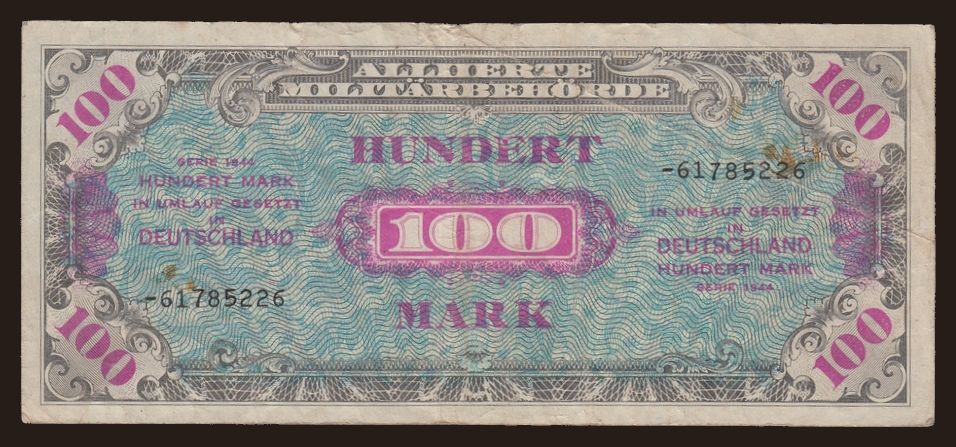 100
100
ALLIIERTE
MILITÄRBEHÖRDE
HUNDERT
SERIE 1944
HUNDERT MARK
IN UMLAUF GESETZT
IN
DEUTSCHLAND
-61785226
100
-61785226
IN UMLAUF GESETZT
IN
DEUTSCHLAND
HUNDERT MARK
SERIE 1944
MARK
100
100